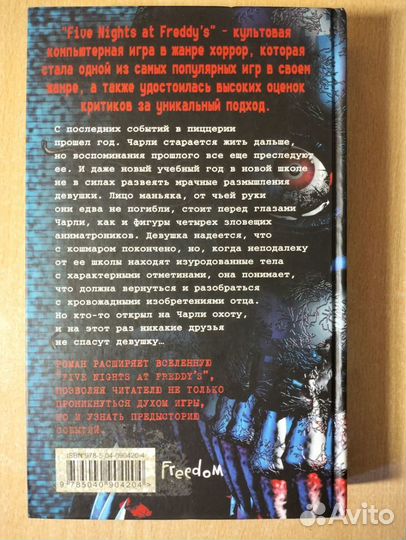 "Five Nights at Freddy's" - культовая
компьютерная игра в жанре хоррор, которая
стала одной из самых популярных игр в своем
жанре, а также удостоилась высоких оценок
критиков за уникальный подход.
С последних событий в пиццерии
прошел год. Чарли старается жить дальше,
но воспоминания прошлого все еще преследуют
ее. И даже новый учебный год в новой школе
не в силах развеять мрачные размышления
девушки. Лицо маньяка, от чьей руки
они едва не погибли, стоит перед глазами
Чарли, как и фигуры четырех зловещих
аниматроников. Девушка надеется, что
с кошмаром покончено, но, когда неподалеку
от ее школы находят изуродованные тела
с характерными отметинами, она понимает,
что должна вернуться и разобраться
с кровожадными изобретениями отца.
Но кто-то открыл на Чарли охоту,
и на этот раз никакие друзья
не спасут девушку...
РОМАН РАСШИРЯЕТ ВСЕЛЕННУЮ
"FIVE NIGHTS AT FREDDY'S",
ПОЗВОЛЯЯ ЧИТАТЕЛЮ НЕ ТОЛЬКО
ПРОНИКНУТЬСЯ ДУХОМ ИГРЫ,
НО И УЗНАТЬ ПРЕДЫСТОРИЮ
СОБЫТИЙ.
ISBN 978-5-04-090420-4
9 785040 904204 >
Freedom
Avito